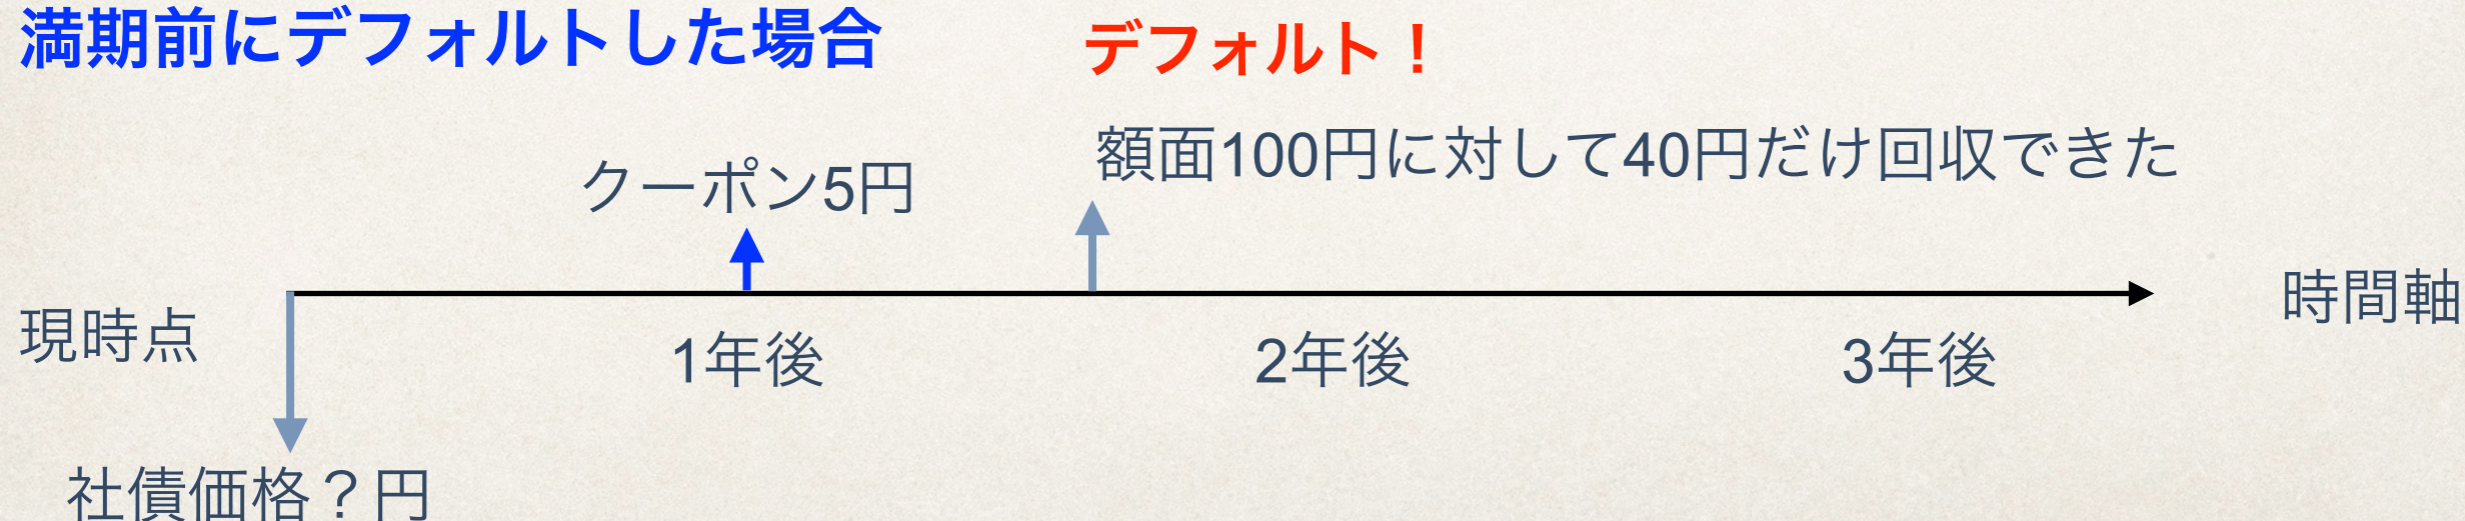 満期前にデフォルトした場合
デフォルト！
額面100円に対して40円だけ回収できた
クーポン5円
時間軸
現時点
1年後
2年後
3年後
社債価格？円